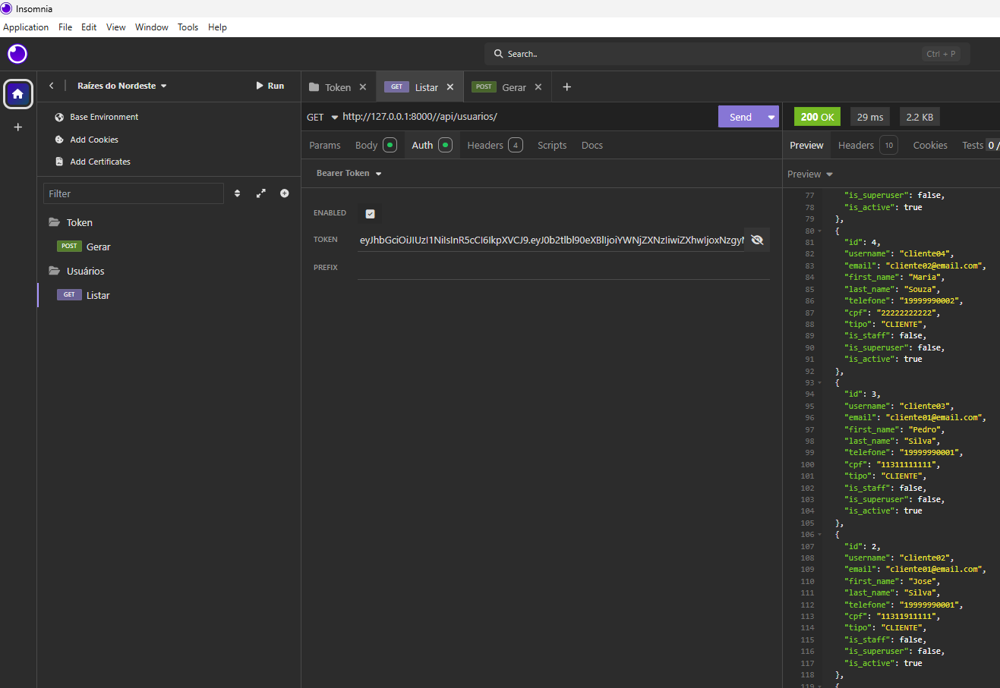 Insomnia
Application File Edit View Window Tools Help
Search.. Ctrl + P
Raízes do Nordeste Run
Base Environment
Add Cookies
Add Certificates
Filter
Token
POST Gerar
Usuários
GET Listar
Token GET Listar POST Gerar
GET http://127.0.0.1:8000//api/usuarios/ Send
Params Body Auth Headers 4 Scripts Docs
Bearer Token
ENABLED
TOKEN
PREFIX
200 OK 29 ms 2.2 KB
Preview Headers 10 Cookies Tests 0 /
Preview
77 "is_superuser": false,
78 "is_active": true
79 },
80 {
81 "id": 4,
82 "username": "cliente04",
83 "email": "cliente02@email.com",
84 "first_name": "Maria",
85 "last_name": "Souza",
86 "telefone": "19999990002",
87 "cpf": "22222222222",
88 "tipo": "CLIENTE",
89 "is_staff": false,
90 "is_superuser": false,
91 "is_active": true
92 },
93 {
94 "id": 3,
95 "username": "cliente03",
96 "email": "cliente01@email.com",
97 "first_name": "Pedro",
98 "last_name": "Silva",
99 "telefone": "19999990001",
100 "cpf": "11311111111",
101 "tipo": "CLIENTE",
102 "is_staff": false,
103 "is_superuser": false,
104 "is_active": true
105 },
106 {
107 "id": 2,
108 "username": "cliente02",
109 "email": "cliente01@email.com",
110 "first_name": "Jose",
111 "last_name": "Silva",
112 "telefone": "19999990001",
113 "cpf": "11311911111",
114 "tipo": "CLIENTE",
115 "is_staff": false,
116 "is_superuser": false,
117 "is_active": true
118 },
119 {